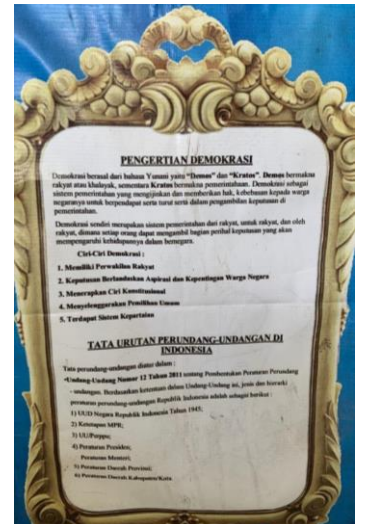 PENGERTIAN DEMOKRASI
Demokrasi berasal dari bahasa Yunani yaitu "Demos" dan "Kratos". Demos bermakna
rakyat atau khalayak, sementara Kratos bermakna pemerintahan. Demokrasi sebagai
sistem pemerintahan yang mengijinkan dan memberikan hak, kebebasan kepada warga
negaranya untuk berpendapat serta turut serta dalam pengambilan keputusan di
pemerintahan.
Demokrasi sendiri merupakan sistem pemerintahan dari rakyat, untuk rakyat, dan oleh
rakyat, dimana setiap orang dapat mengambil bagian perihal keputusan yang akan
mempengaruhi kehidupannya dalam bernegara.
Ciri-Ciri Demokrasi :
1. Memiliki Perwakilan Rakyat
2. Keputusan Berlandaskan Aspirasi dan Kepentingan Warga Negara
3. Menerapkan Ciri Konstitusional
4. Menyelenggarakan Pemilihan Umum
5. Terdapat Sistem Kepartaian
TATA URUTAN PERUNDANG-UNDANGAN DI
INDONESIA
Tata perundang-undangan diatur dalam :
•Undang-Undang Nomor 12 Tahun 2011 tentang Pembentukan Peraturan Perundang
- undangan. Berdasarkan ketentuan dalam Undang-Undang ini, jenis dan hierarki
peraturan perundang-undangan Republik Indonesia adalah sebagai berikut :
1) UUD Negara Republik Indonesia Tahun 1945;
2) Ketetapan MPR;
3) UU/Perppu;
4) Peraturan Presiden;
Peraturan Menteri;
5) Peraturan Daerah Provinsi;
6) Peraturan Daerah Kabupaten/Kota.